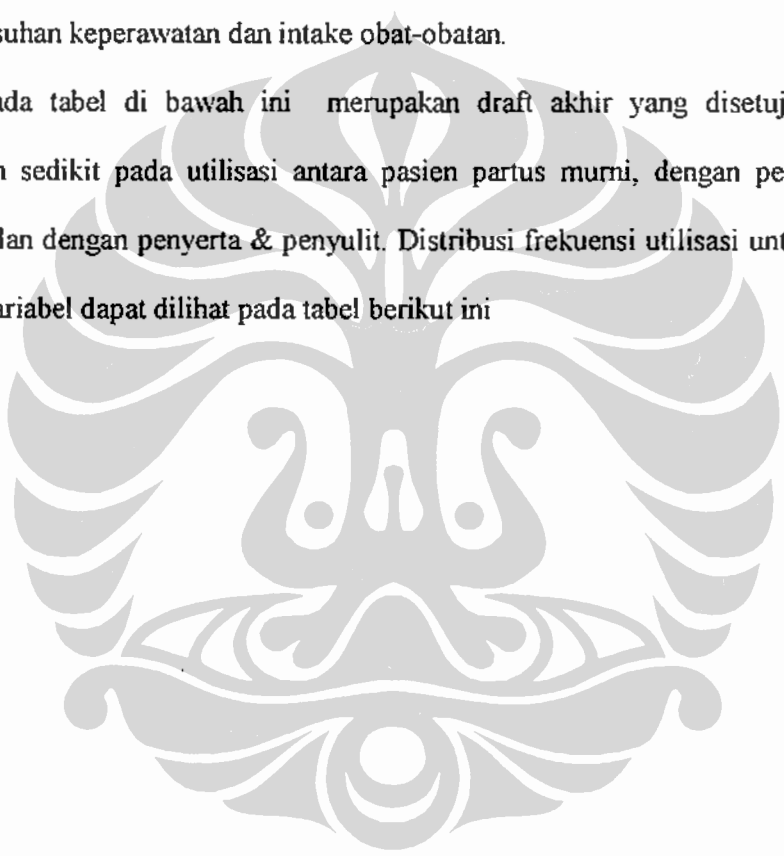 suhan keperawatan dan intake obat-obatan.
ada tabel di bawah ini merupakan draft akhir yang disetuj
n sedikit pada utilisasi antara pasien partus murni, dengan pe
dan dengan penyerta & penyulit. Distribusi frekuensi utilisasi unt
ariabel dapat dilihat pada tabel berikut ini